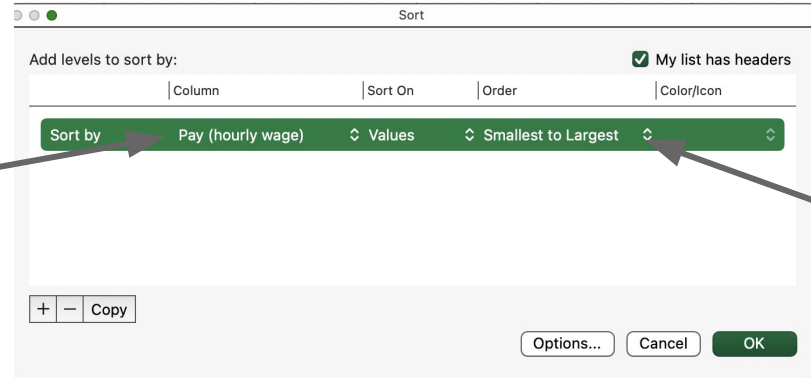 Sort
Add levels to sort by:
My list has headers
Column Sort On Order Color/Icon
Sort by Pay (hourly wage) Values Smallest to Largest
+ – Copy
Options... Cancel OK